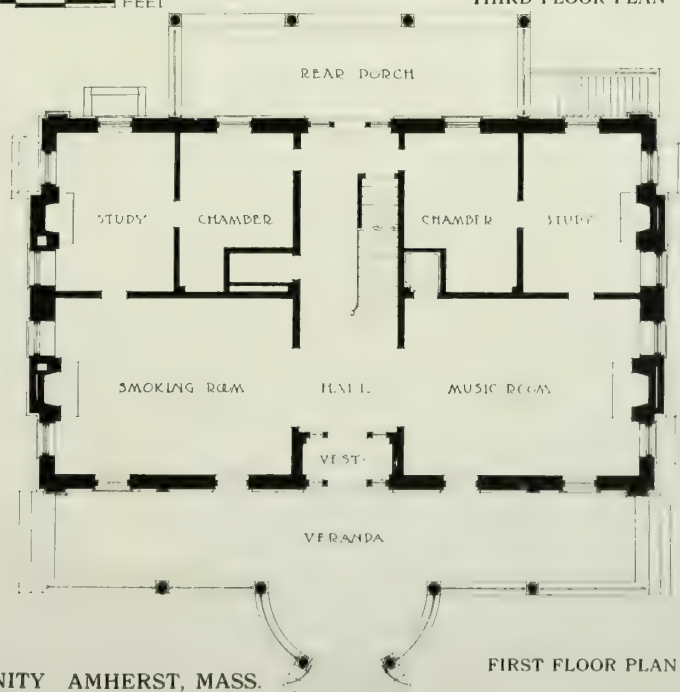 FEET
THIRD FLOOR PLAN
REAR PORCH
STUDY
CHAMBER
CHAMBER
STUDY
SMOKING ROOM
HALL
MUSIC ROOM
VEST.
VERANDA
FIRST FLOOR PLAN
NITY AMHERST, MASS.